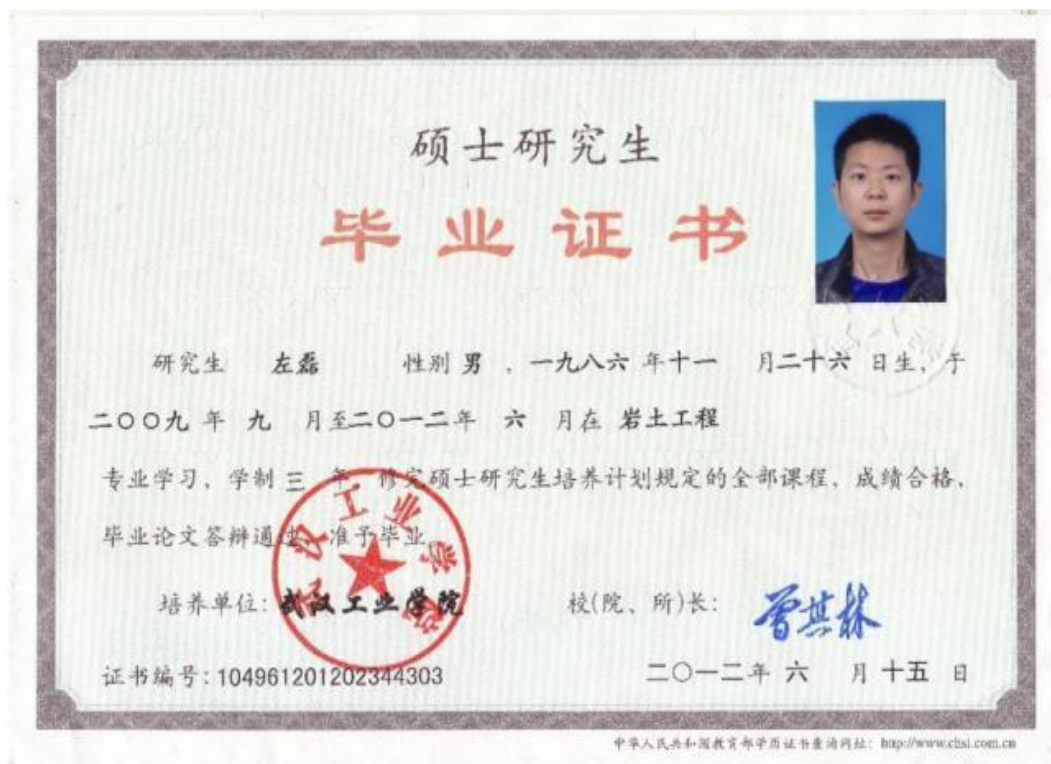 硕士研究生
毕业证书
研究生 左磊 性别 男 ,一九八六 年十一 月二十六 日生，于
二〇〇九 年 九 月至二〇一二年 六 月在 岩土工程
专业学习，学制 三 年，修完硕士研究生培养计划规定的全部课程，成绩合格，
毕业论文答辩通过，准予毕业。
武汉工业学院
培养单位：武汉工业学院 校(院、所)长： 曾其林
证书编号：104961201202344303 二〇一二年 六 月 十五 日
中华人民共和国教育部学历证书查询网址：http://www.chsi.com.cn